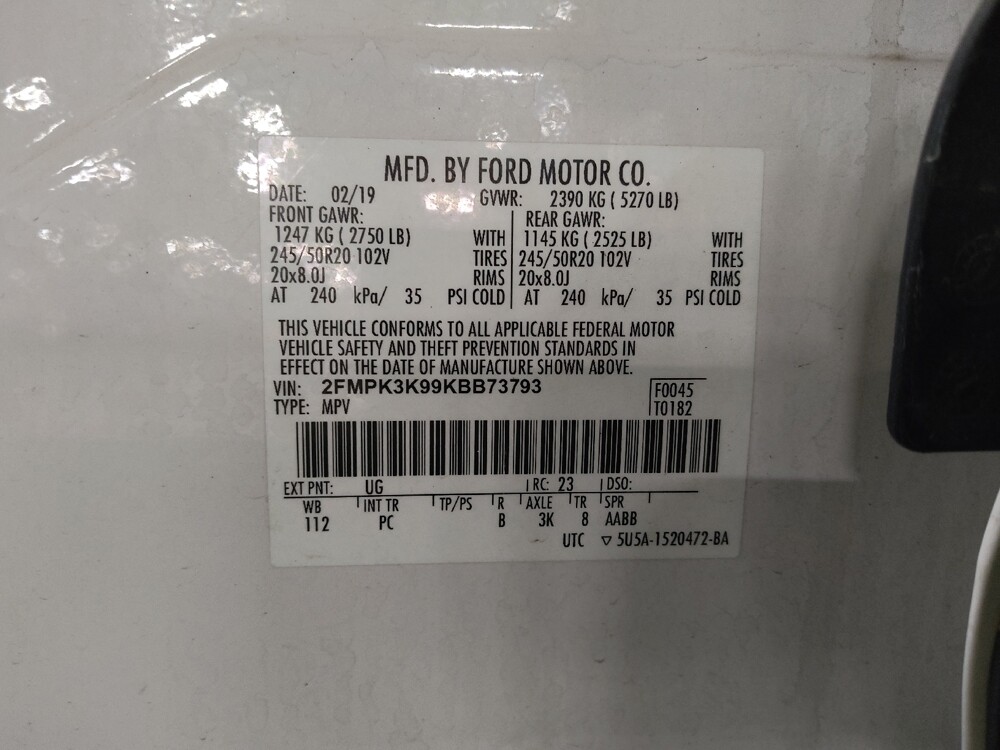 MFD. BY FORD MOTOR CO.
DATE: 02/19 GVWR: 2390 KG ( 5270 LB)
FRONT GAWR: REAR GAWR:
1247 KG ( 2750 LB) WITH 1145 KG ( 2525 LB) WITH
245/50R20 102V TIRES 245/50R20 102V TIRES
20x8.0J RIMS 20x8.0J RIMS
AT 240 kPa/ 35 PSI COLD AT 240 kPa/ 35 PSI COLD
THIS VEHICLE CONFORMS TO ALL APPLICABLE FEDERAL MOTOR
VEHICLE SAFETY AND THEFT PREVENTION STANDARDS IN
EFFECT ON THE DATE OF MANUFACTURE SHOWN ABOVE.
VIN: 2FMPK3K99KBB73793 F0045
TYPE: MPV T0182
EXT PNT: UG RC: 23 DSO:
WB INT TR TP/PS R AXLE TR SPR
112 PC B 3K 8 AABB
UTC ▽ 5U5A-1520472-BA